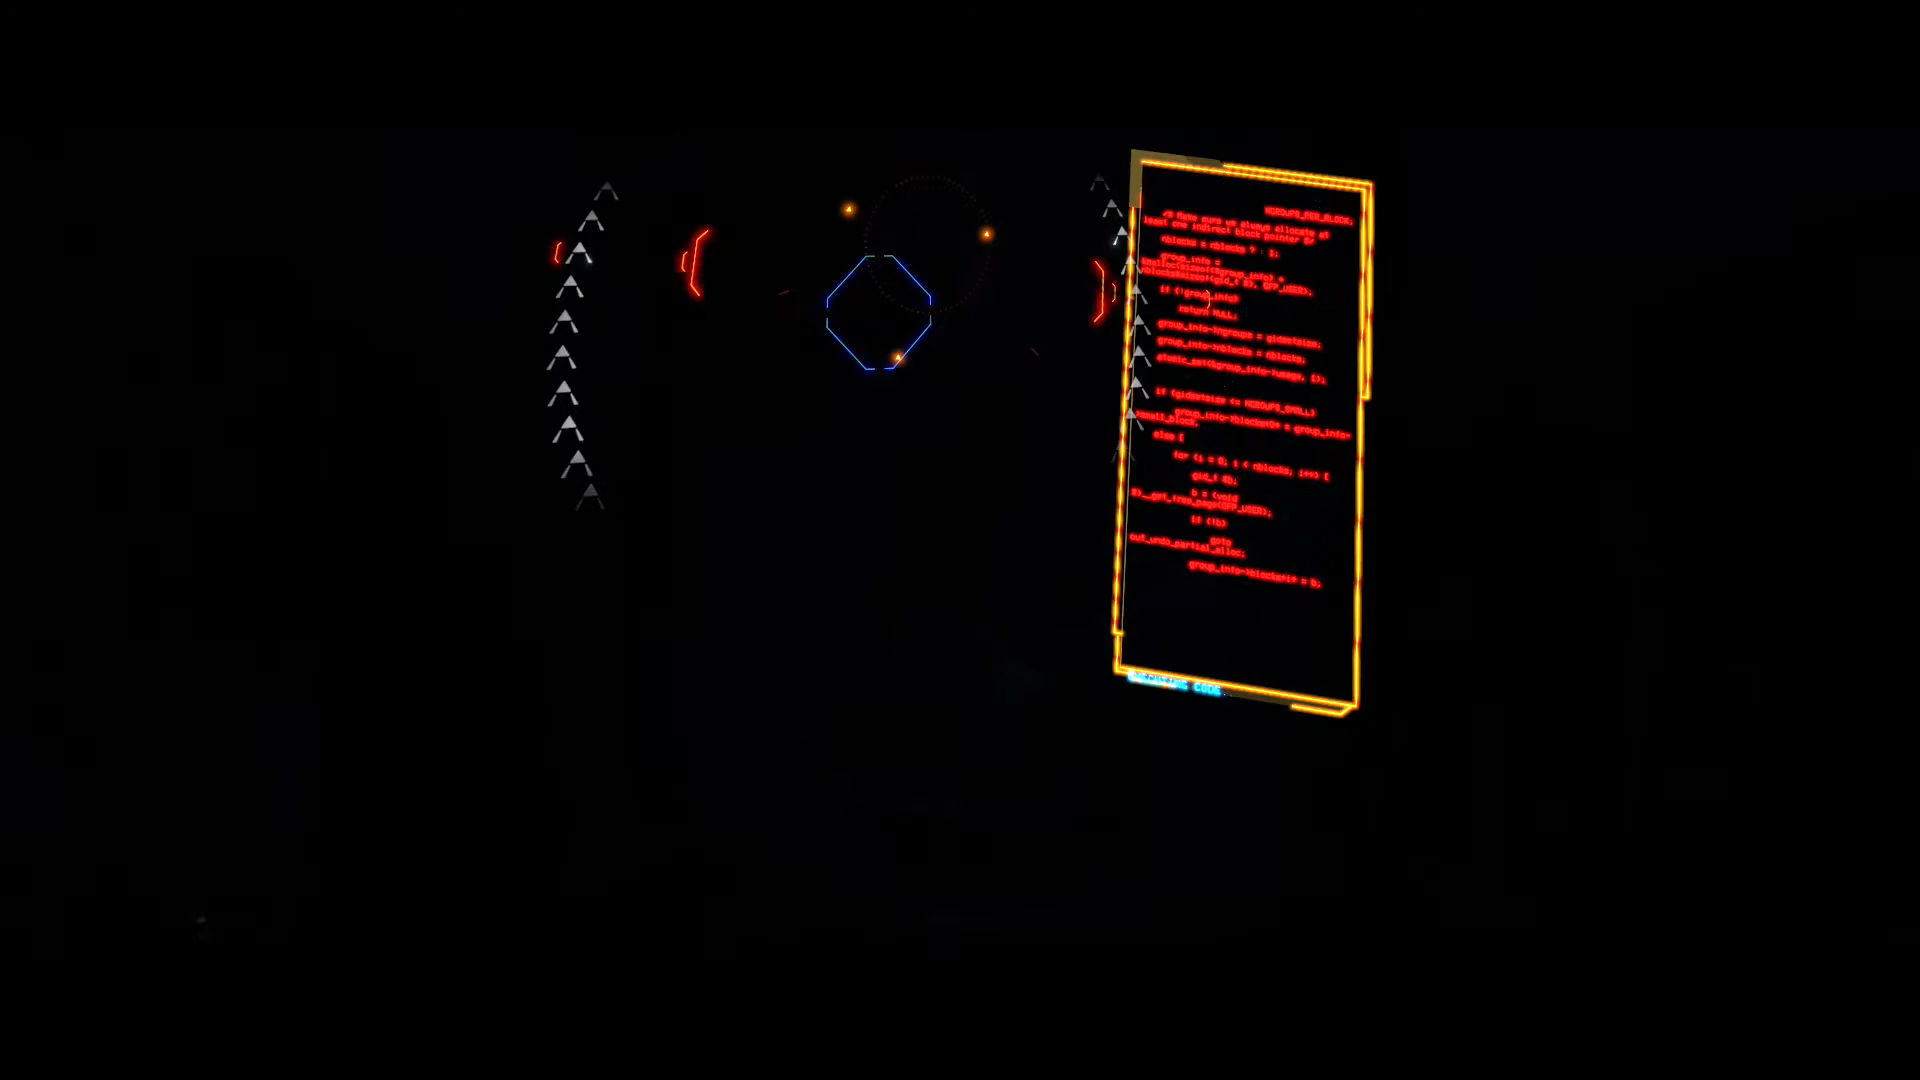 NGROUPS_PER_BLOCK;
/* Make sure we always allocate at
least one indirect block pointer */
nblocks = nblocks ? : 1;
group_info =
kmalloc(sizeof(*group_info) +
nblocks*sizeof(gid_t *), GFP_USER);
if (!group_info)
return NULL;
group_info->ngroups = gidsetsize;
group_info->nblocks = nblocks;
atomic_set(&group_info->usage, 1);
if (gidsetsize <= NGROUPS_SMALL)
group_info->blocks[0] = group_info-
>small_block;
else {
for (i = 0; i < nblocks; i++) {
gid_t *b;
b = (void
*)__get_free_page(GFP_USER);
if (!b)
goto
out_undo_partial_alloc;
group_info->blocks[i] = b;
CODE